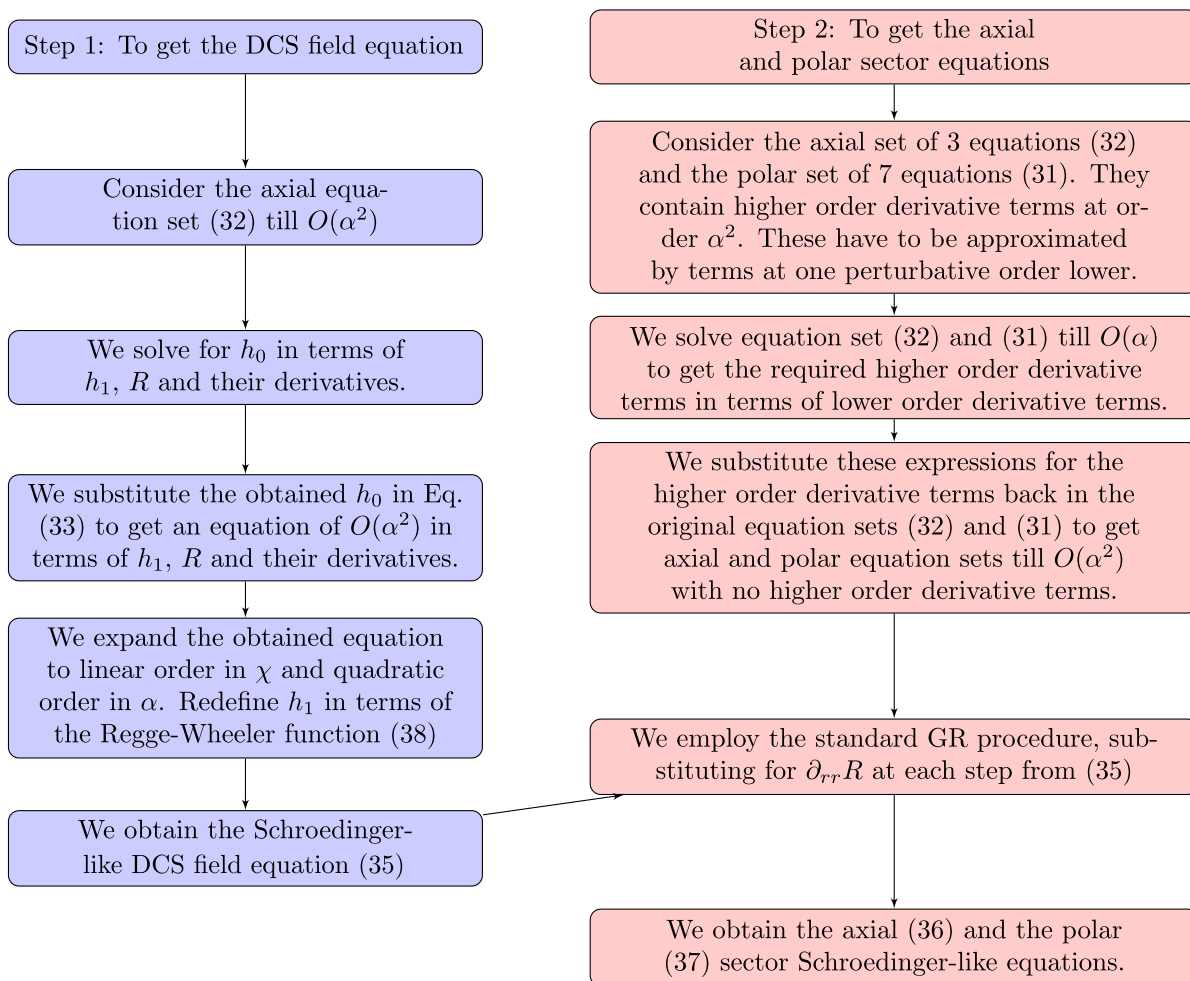 Step 1: To get the DCS field equation
Consider the axial equa-
tion set (32) till O(α²)
We solve for h₀ in terms of
h₁, R and their derivatives.
We substitute the obtained h₀ in Eq.
(33) to get an equation of O(α²) in
terms of h₁, R and their derivatives.
We expand the obtained equation
to linear order in χ and quadratic
order in α. Redefine h₁ in terms of
the Regge-Wheeler function (38)
We obtain the Schroedinger-
like DCS field equation (35)
Step 2: To get the axial
and polar sector equations
Consider the axial set of 3 equations (32)
and the polar set of 7 equations (31). They
contain higher order derivative terms at or-
der α². These have to be approximated
by terms at one perturbative order lower.
We solve equation set (32) and (31) till O(α)
to get the required higher order derivative
terms in terms of lower order derivative terms.
We substitute these expressions for the
higher order derivative terms back in the
original equation sets (32) and (31) to get
axial and polar equation sets till O(α²)
with no higher order derivative terms.
We employ the standard GR procedure, sub-
stituting for ∂ᵣᵣR at each step from (35)
We obtain the axial (36) and the polar
(37) sector Schroedinger-like equations.